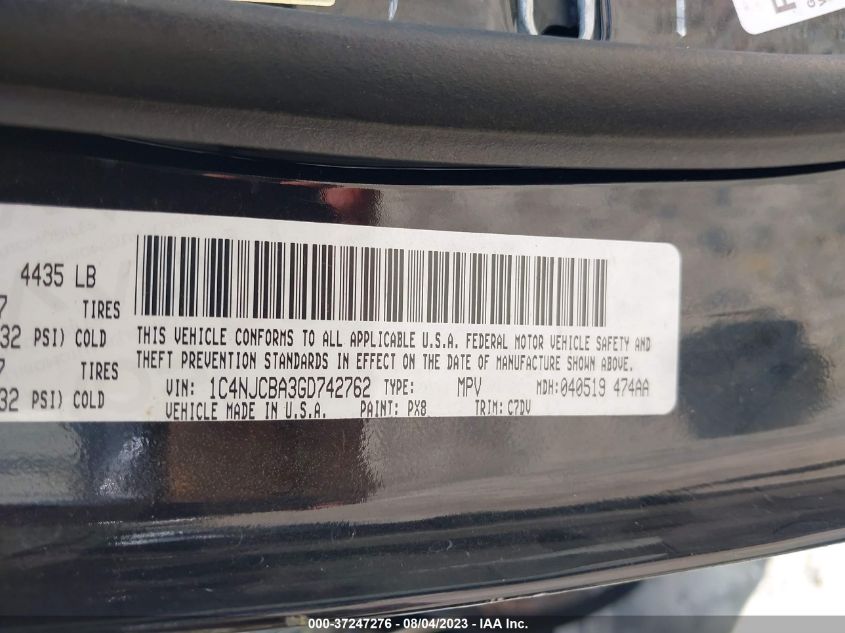 4435 LB
TIRES
32 PSI) COLD
TIRES
32 PSI) COLD
THIS VEHICLE CONFORMS TO ALL APPLICABLE U.S.A. FEDERAL MOTOR VEHICLE SAFETY AND
THEFT PREVENTION STANDARDS IN EFFECT ON THE DATE OF MANUFACTURE SHOWN ABOVE.
VIN: 1C4NJCBA3GD742762 TYPE: MPV MDH:040519 474AA
VEHICLE MADE IN U.S.A. PAINT: PX8 TRIM: C7DV
000-37247276 - 08/04/2023 - IAA Inc.